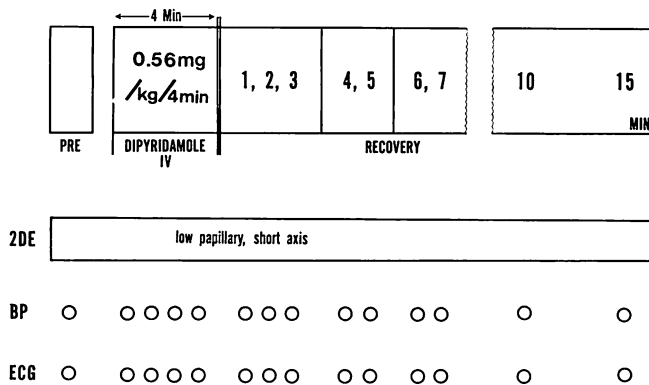 4 Min
0.56mg
/kg/4min
1, 2, 3 4, 5 6, 7 10 15
MIN
PRE DIPYRIDAMOLE IV RECOVERY
2DE low papillary, short axis
BP
ECG